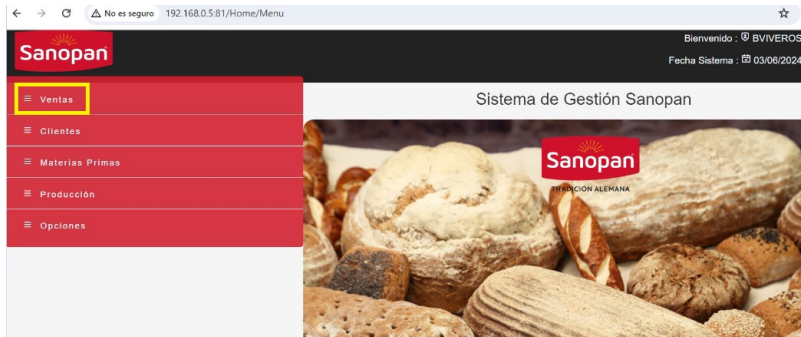 No es seguro 192.168.0.5:81/Home/Menu
Sanopan
Bienvenido : BVIVEROS
Fecha Sistema : 03/06/2024
Ventas
Clientes
Materias Primas
Producción
Opciones
Sistema de Gestión Sanopan
Sanopan
TRADICION ALEMANA